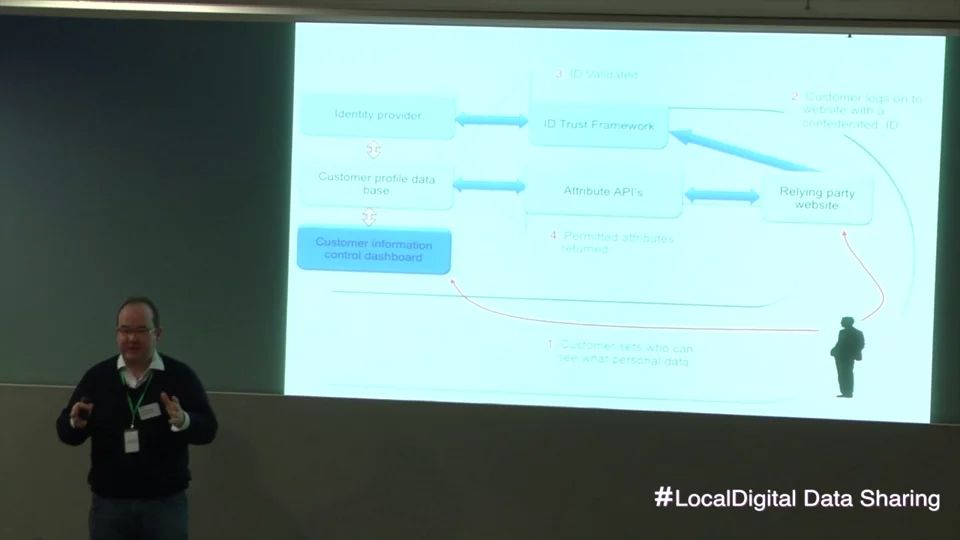 3 ID Validated
2 Customer logs on to
website with a
confederated ID
Identity provider
ID Trust Framework
Customer profile data
base
Attribute API's
Relying party
website
Customer information
control dashboard
4 Permitted attributes
returned
1 Customer sets who can
see what personal data
#LocalDigital Data Sharing